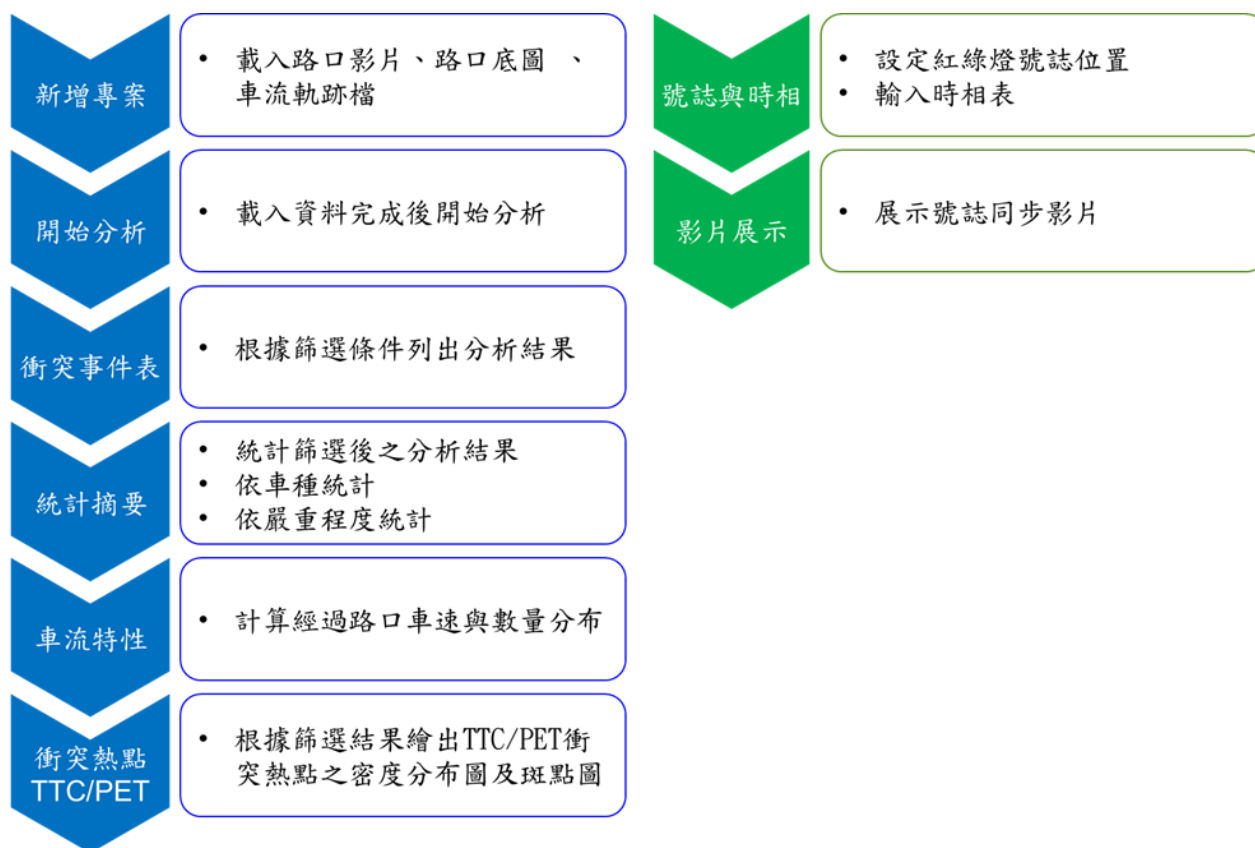 新增專案
• 載入路口影片、路口底圖 、
車流軌跡檔
開始分析
• 載入資料完成後開始分析
衝突事件表
• 根據篩選條件列出分析結果
統計摘要
• 統計篩選後之分析結果
• 依車種統計
• 依嚴重程度統計
車流特性
• 計算經過路口車速與數量分布
衝突熱點
TTC/PET
• 根據篩選結果繪出TTC/PET衝
突熱點之密度分布圖及斑點圖
號誌與時相
• 設定紅綠燈號誌位置
• 輸入時相表
影片展示
• 展示號誌同步影片